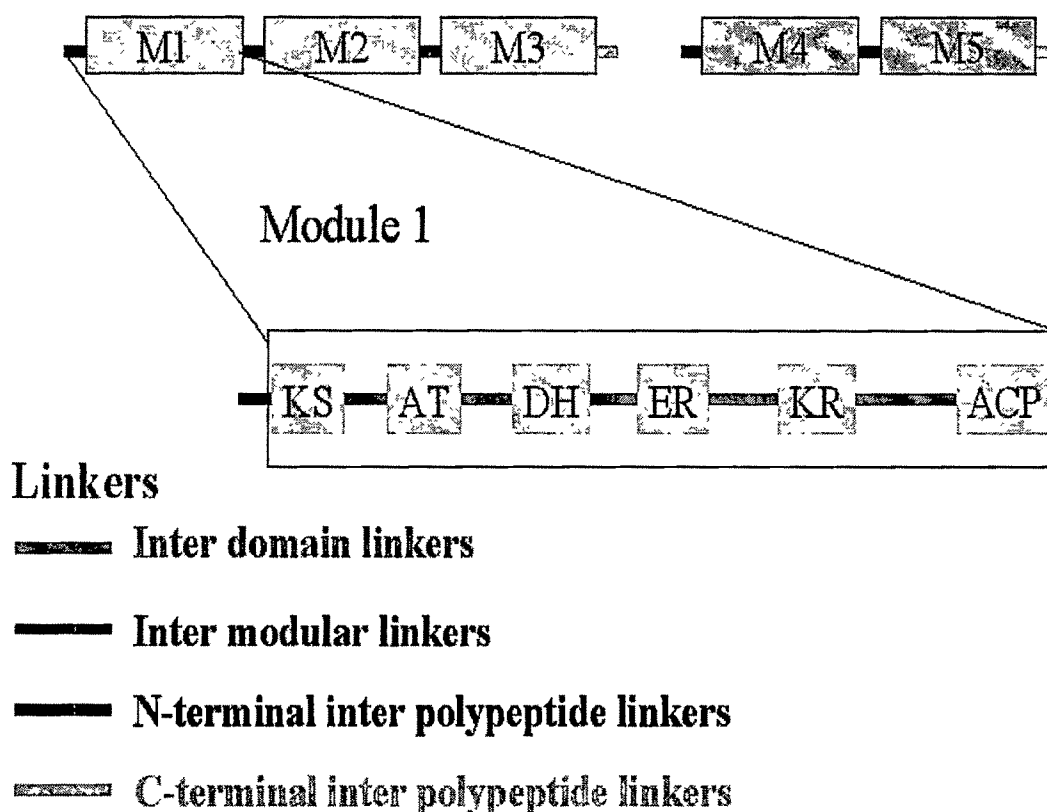 M1 M2 M3 M4 M5
Module 1
KS AT DH ER KR ACP
Linkers
Inter domain linkers
Inter modular linkers
N-terminal inter polypeptide linkers
C-terminal inter polypeptide linkers